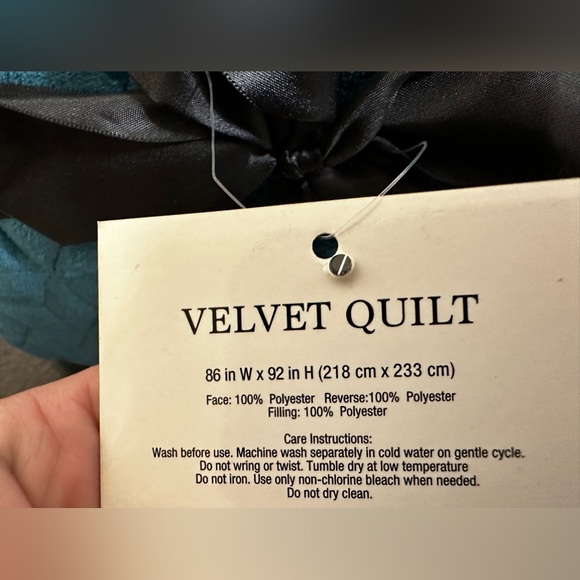 VELVET QUILT
86 in W x 92 in H (218 cm x 233 cm)
Face: 100% Polyester Reverse:100% Polyester
Filling: 100% Polyester
Care Instructions:
Wash before use. Machine wash separately in cold water on gentle cycle.
Do not wring or twist. Tumble dry at low temperature
Do not iron. Use only non-chlorine bleach when needed.
Do not dry clean.